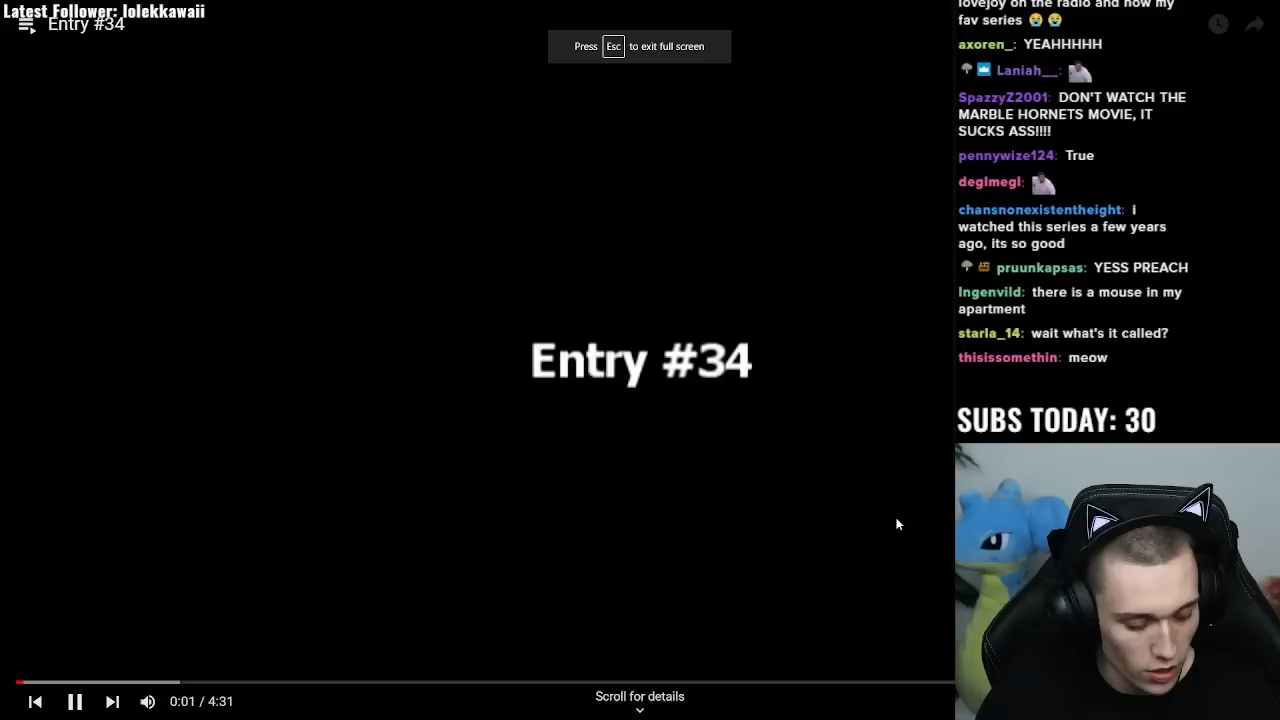 Latest Follower: lolekkawaii
Entry #34
Press Esc to exit full screen
Entry #34
0:01 / 4:31
Scroll for details
lovejoy on the radio and now my
fav series 😭 😭
axoren_: YEAHHHHH
Laniah__:
SpazzyZ2001: DON'T WATCH THE
MARBLE HORNETS MOVIE, IT
SUCKS ASS!!!!
pennywize124: True
deglmegl:
chansnonexistentheight: i
watched this series a few years
ago, its so good
pruunkapsas: YESS PREACH
Ingenvild: there is a mouse in my
apartment
starla_14: wait what's it called?
thisissomethin: meow
SUBS TODAY: 30